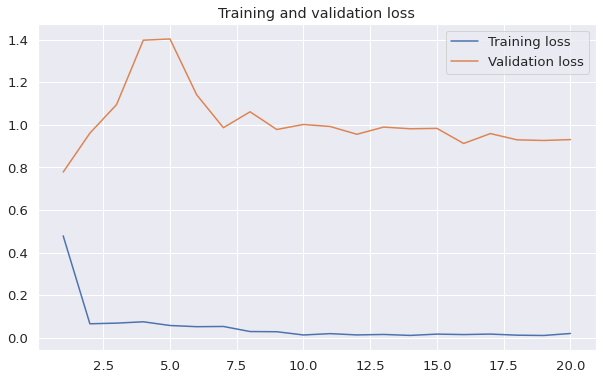 Training and validation loss
Training loss
Validation loss
1.4
1.2
1.0
0.8
0.6
0.4
0.2
0.0
2.5 5.0 7.5 10.0 12.5 15.0 17.5 20.0